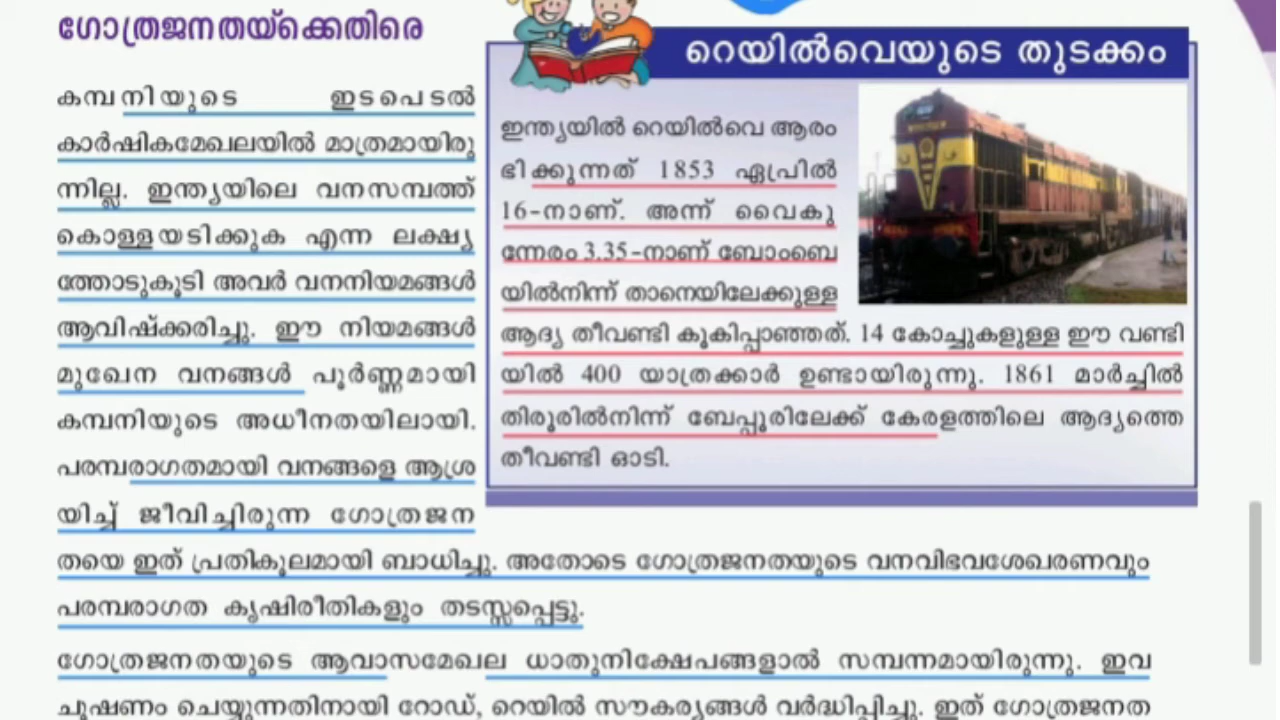 ഗോത്രജനതയ്ക്കെതിരെ
കമ്പനിയുടെ ഇടപെടൽ
കാർഷികമേഖലയിൽ മാത്രമായിരു
ന്നില്ല. ഇന്ത്യയിലെ വനസമ്പത്ത്
കൊള്ളയടിക്കുക എന്ന ലക്ഷ്യ
ത്തോടുകൂടി അവർ വനനിയമങ്ങൾ
ആവിഷ്ക്കരിച്ചു. ഈ നിയമങ്ങൾ
മുഖേന വനങ്ങൾ പൂർണ്ണമായി
കമ്പനിയുടെ അധീനതയിലായി.
പരമ്പരാഗതമായി വനങ്ങളെ ആശ്ര
യിച്ച് ജീവിച്ചിരുന്ന ഗോത്രജന
തയെ ഇത് പ്രതികൂലമായി ബാധിച്ചു. അതോടെ ഗോത്രജനതയുടെ വനവിഭവശേഖരണവും
പരമ്പരാഗത കൃഷിരീതികളും തടസ്സപ്പെട്ടു.
ഗോത്രജനതയുടെ ആവാസമേഖല ധാതുനിക്ഷേപങ്ങളാൽ സമ്പന്നമായിരുന്നു. ഇവ
ചൂഷണം ചെയ്യുന്നതിനായി റോഡ്, റെയിൽ സൗകര്യങ്ങൾ വർദ്ധിപ്പിച്ചു. ഇത് ഗോത്രജനത
റെയിൽവെയുടെ തുടക്കം
ഇന്ത്യയിൽ റെയിൽവെ ആരം
ഭിക്കുന്നത് 1853 ഏപ്രിൽ
16-നാണ്. അന്ന് വൈകു
ന്നേരം 3.35-നാണ് ബോംബെ
യിൽനിന്ന് താനെയിലേക്കുള്ള
ആദ്യ തീവണ്ടി കൂകിപ്പാഞ്ഞത്. 14 കോച്ചുകളുള്ള ഈ വണ്ടി
യിൽ 400 യാത്രക്കാർ ഉണ്ടായിരുന്നു. 1861 മാർച്ചിൽ
തിരൂരിൽനിന്ന് ബേപ്പൂരിലേക്ക് കേരളത്തിലെ ആദ്യത്തെ
തീവണ്ടി ഓടി.